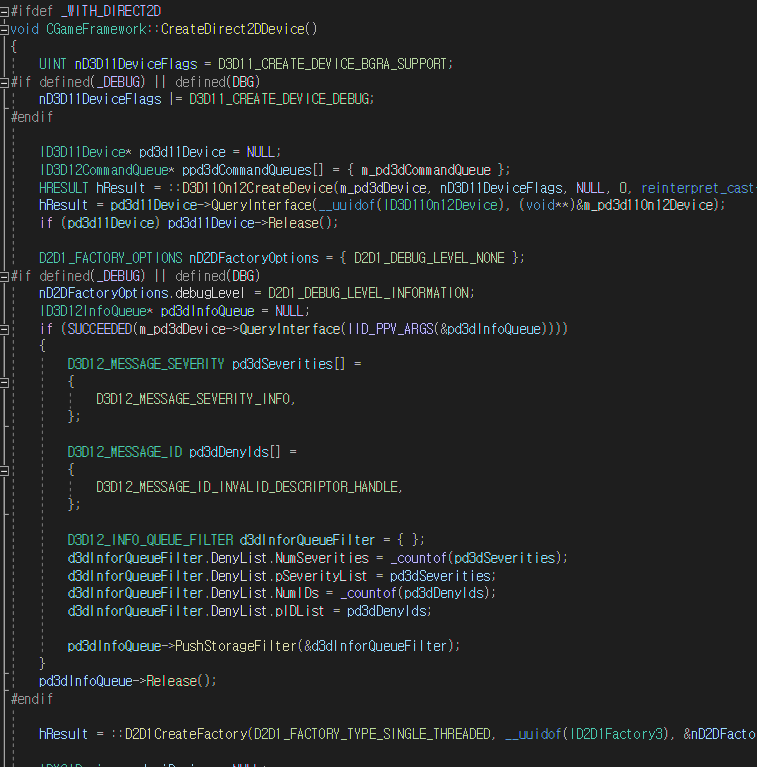 #ifdef _WITH_DIRECT2D
void CGameFramework::CreateDirect2DDevice()
{
    UINT nD3D11DeviceFlags = D3D11_CREATE_DEVICE_BGRA_SUPPORT;
#if defined(_DEBUG) || defined(DBG)
    nD3D11DeviceFlags |= D3D11_CREATE_DEVICE_DEBUG;
#endif
    ID3D11Device* pd3d11Device = NULL;
    ID3D12CommandQueue* ppd3dCommandQueues[] = { m_pd3dCommandQueue };
    HRESULT hResult = ::D3D11On12CreateDevice(m_pd3dDevice, nD3D11DeviceFlags, NULL, 0, reinterpret_cast
    hResult = pd3d11Device->QueryInterface(__uuidof(ID3D11On12Device), (void**)&m_pd3d11On12Device);
    if (pd3d11Device) pd3d11Device->Release();
    D2D1_FACTORY_OPTIONS nD2DFactoryOptions = { D2D1_DEBUG_LEVEL_NONE };
#if defined(_DEBUG) || defined(DBG)
    nD2DFactoryOptions.debugLevel = D2D1_DEBUG_LEVEL_INFORMATION;
    ID3D12InfoQueue* pd3dInfoQueue = NULL;
    if (SUCCEEDED(m_pd3dDevice->QueryInterface(IID_PPV_ARGS(&pd3dInfoQueue))))
    {
        D3D12_MESSAGE_SEVERITY pd3dSeverities[] =
        {
            D3D12_MESSAGE_SEVERITY_INFO,
        };
        D3D12_MESSAGE_ID pd3dDenyIds[] =
        {
            D3D12_MESSAGE_ID_INVALID_DESCRIPTOR_HANDLE,
        };
        D3D12_INFO_QUEUE_FILTER d3dInforQueueFilter = { };
        d3dInforQueueFilter.DenyList.NumSeverities = _countof(pd3dSeverities);
        d3dInforQueueFilter.DenyList.pSeverityList = pd3dSeverities;
        d3dInforQueueFilter.DenyList.NumIDs = _countof(pd3dDenyIds);
        d3dInforQueueFilter.DenyList.pIDList = pd3dDenyIds;
        pd3dInfoQueue->PushStorageFilter(&d3dInforQueueFilter);
    }
    pd3dInfoQueue->Release();
#endif
    hResult = ::D2D1CreateFactory(D2D1_FACTORY_TYPE_SINGLE_THREADED, __uuidof(ID2D1Factory3), &nD2DFacto